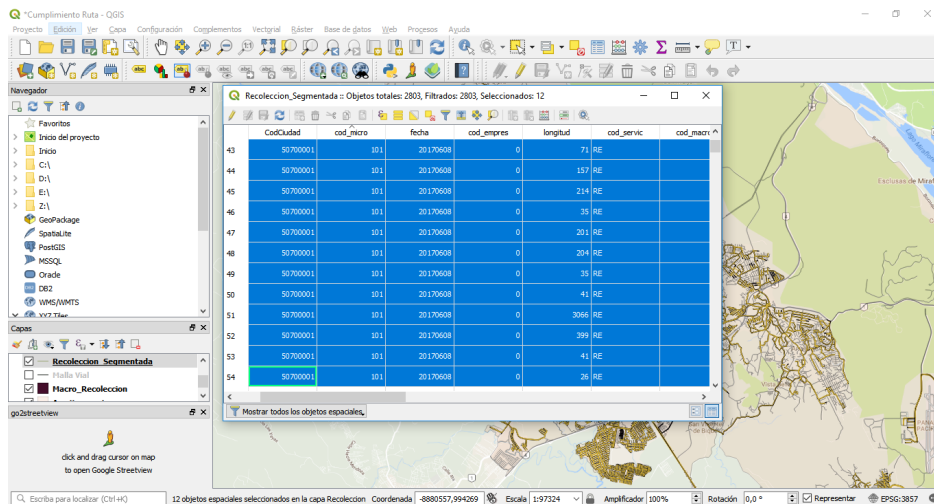 *Cumplimiento Ruta - QGIS
Proyecto Edición Ver Capa Configuración Complementos Vectorial Ráster Base de datos Web Procesos Ayuda
Navegador
Favoritos
Inicio del proyecto
Inicio
C:\
D:\
E:\
Z:\
GeoPackage
SpatiaLite
PostGIS
MSSQL
Oracle
DB2
WMS/WMTS
XYZ Tiles
Capas
Recoleccion_Segmentada
Malla Vial
Macro_Recoleccion
go2streetview
click and drag cursor on map
to open Google Streetview
Recoleccion_Segmentada :: Objetos totales: 2803, Filtrados: 2803, Seleccionados: 12
CodCiudad cod_micro fecha cod_empres longitud cod_servic cod_macro
43 50700001 101 20170608 0 71 RE
44 50700001 101 20170608 0 157 RE
45 50700001 101 20170608 0 214 RE
46 50700001 101 20170608 0 35 RE
47 50700001 101 20170608 0 201 RE
48 50700001 101 20170608 0 204 RE
49 50700001 101 20170608 0 35 RE
50 50700001 101 20170608 0 41 RE
51 50700001 101 20170608 0 3066 RE
52 50700001 101 20170608 0 399 RE
53 50700001 101 20170608 0 41 RE
54 50700001 101 20170608 0 26 RE
Mostrar todos los objetos espaciales
Esclusas de Miraf
Escriba para localizar (Ctrl+K) 12 objetos espaciales seleccionados en la capa Recoleccion Coordenada -8880557,994269 Escala 1:97324 Amplificador 100% Rotación 0,0 ° Representar EPSG:3857